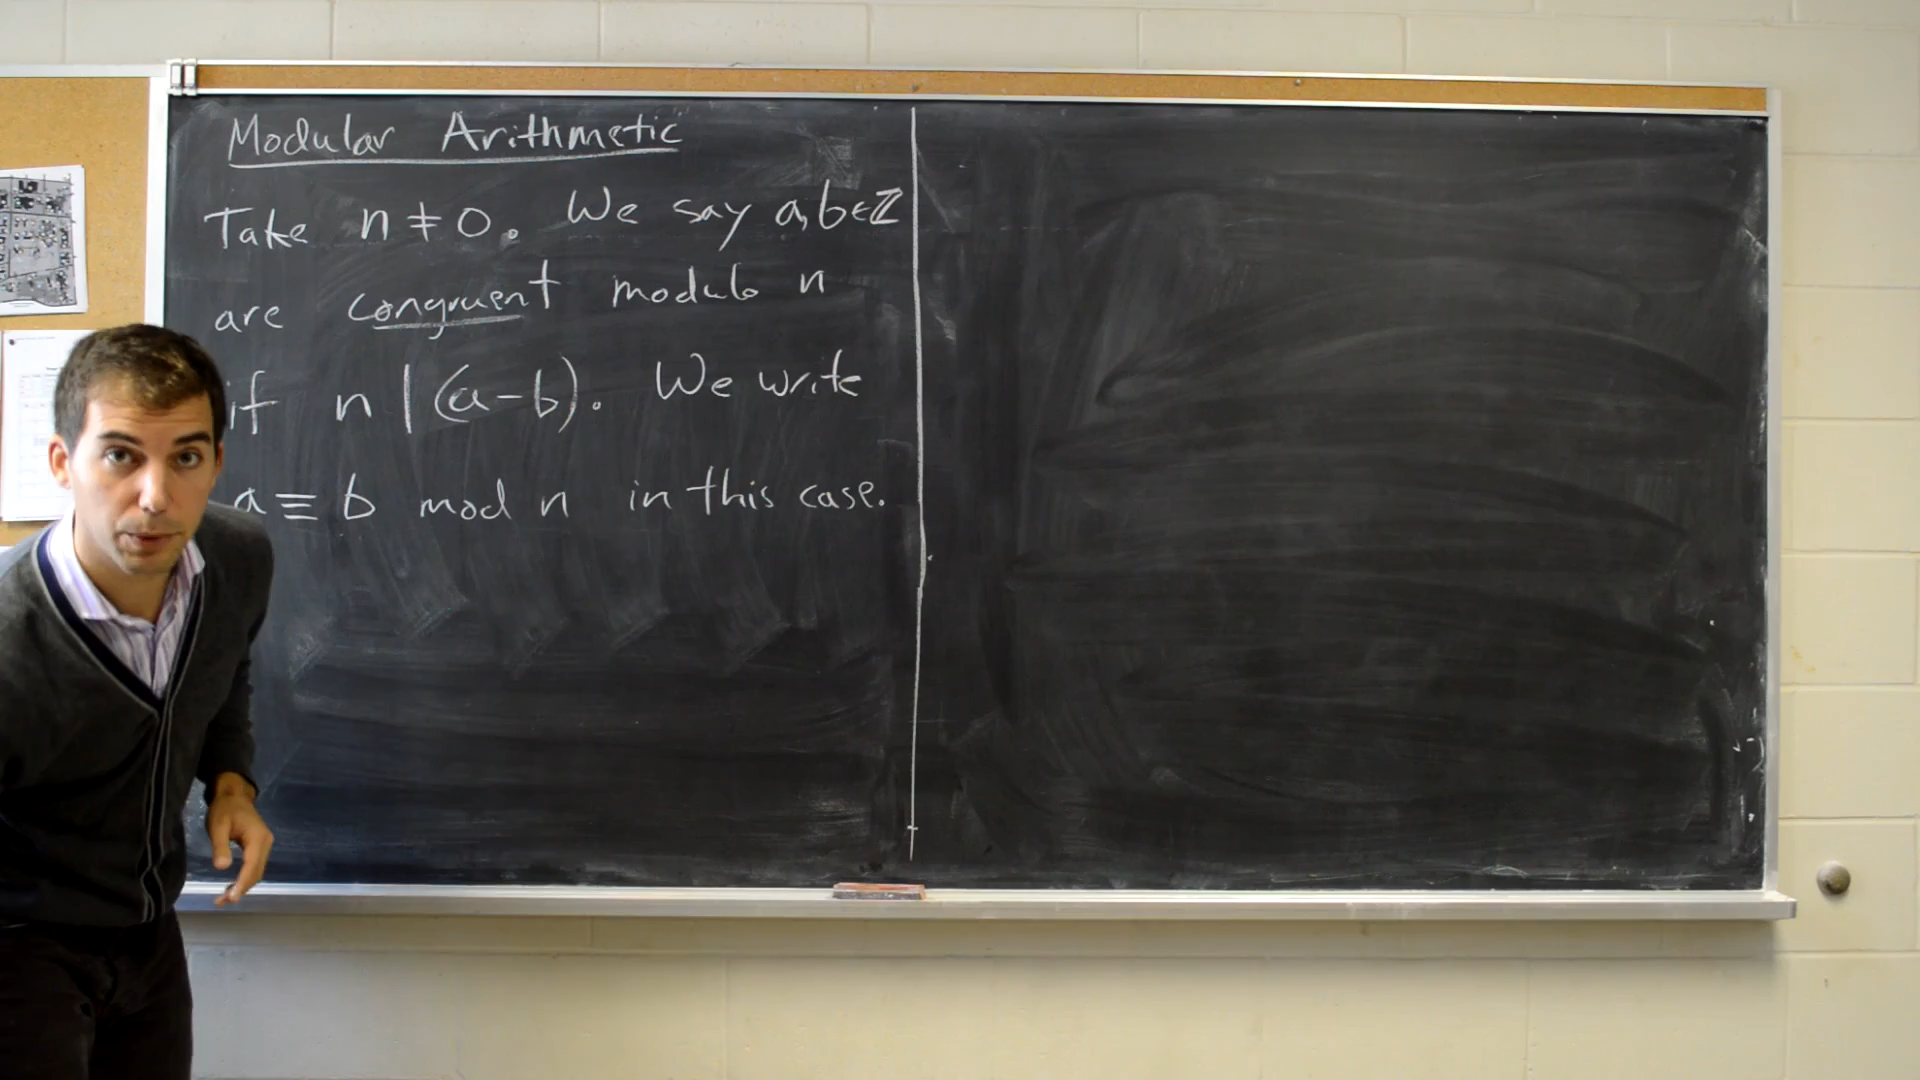 Modular Arithmetic
Take n ≠ 0. We say a, b ∈ ℤ
are congruent modulo n
if n | (a-b). We write
a ≡ b mod n in this case.